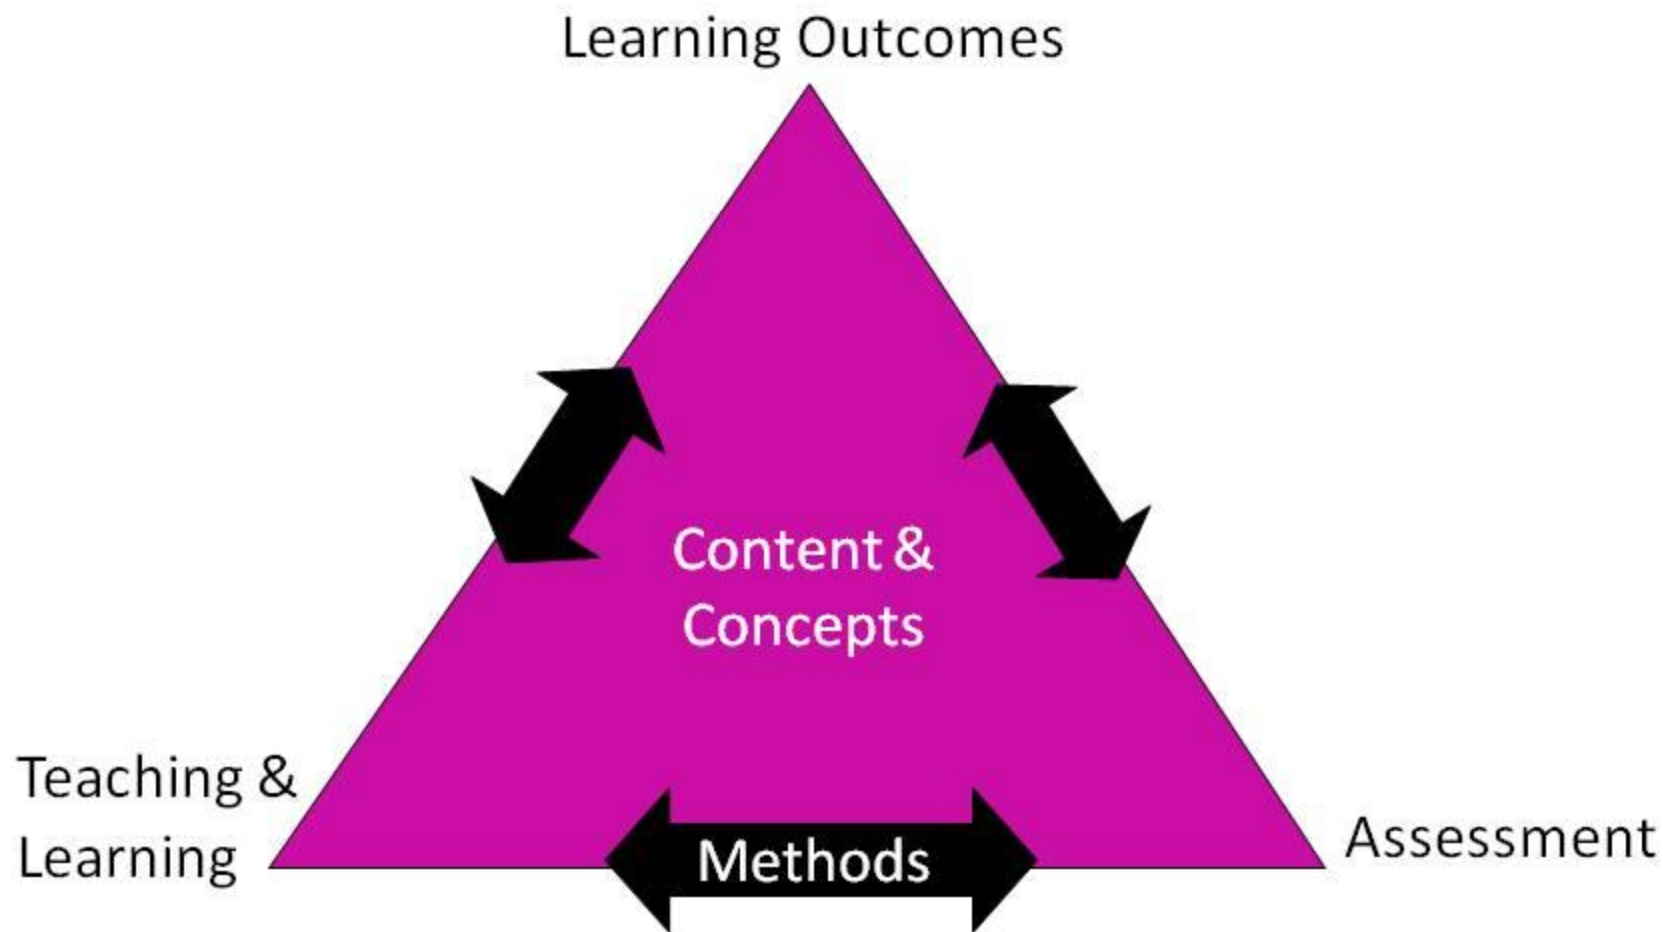 Learning Outcomes
Content &
Concepts
Teaching &
Learning
Methods
Assessment